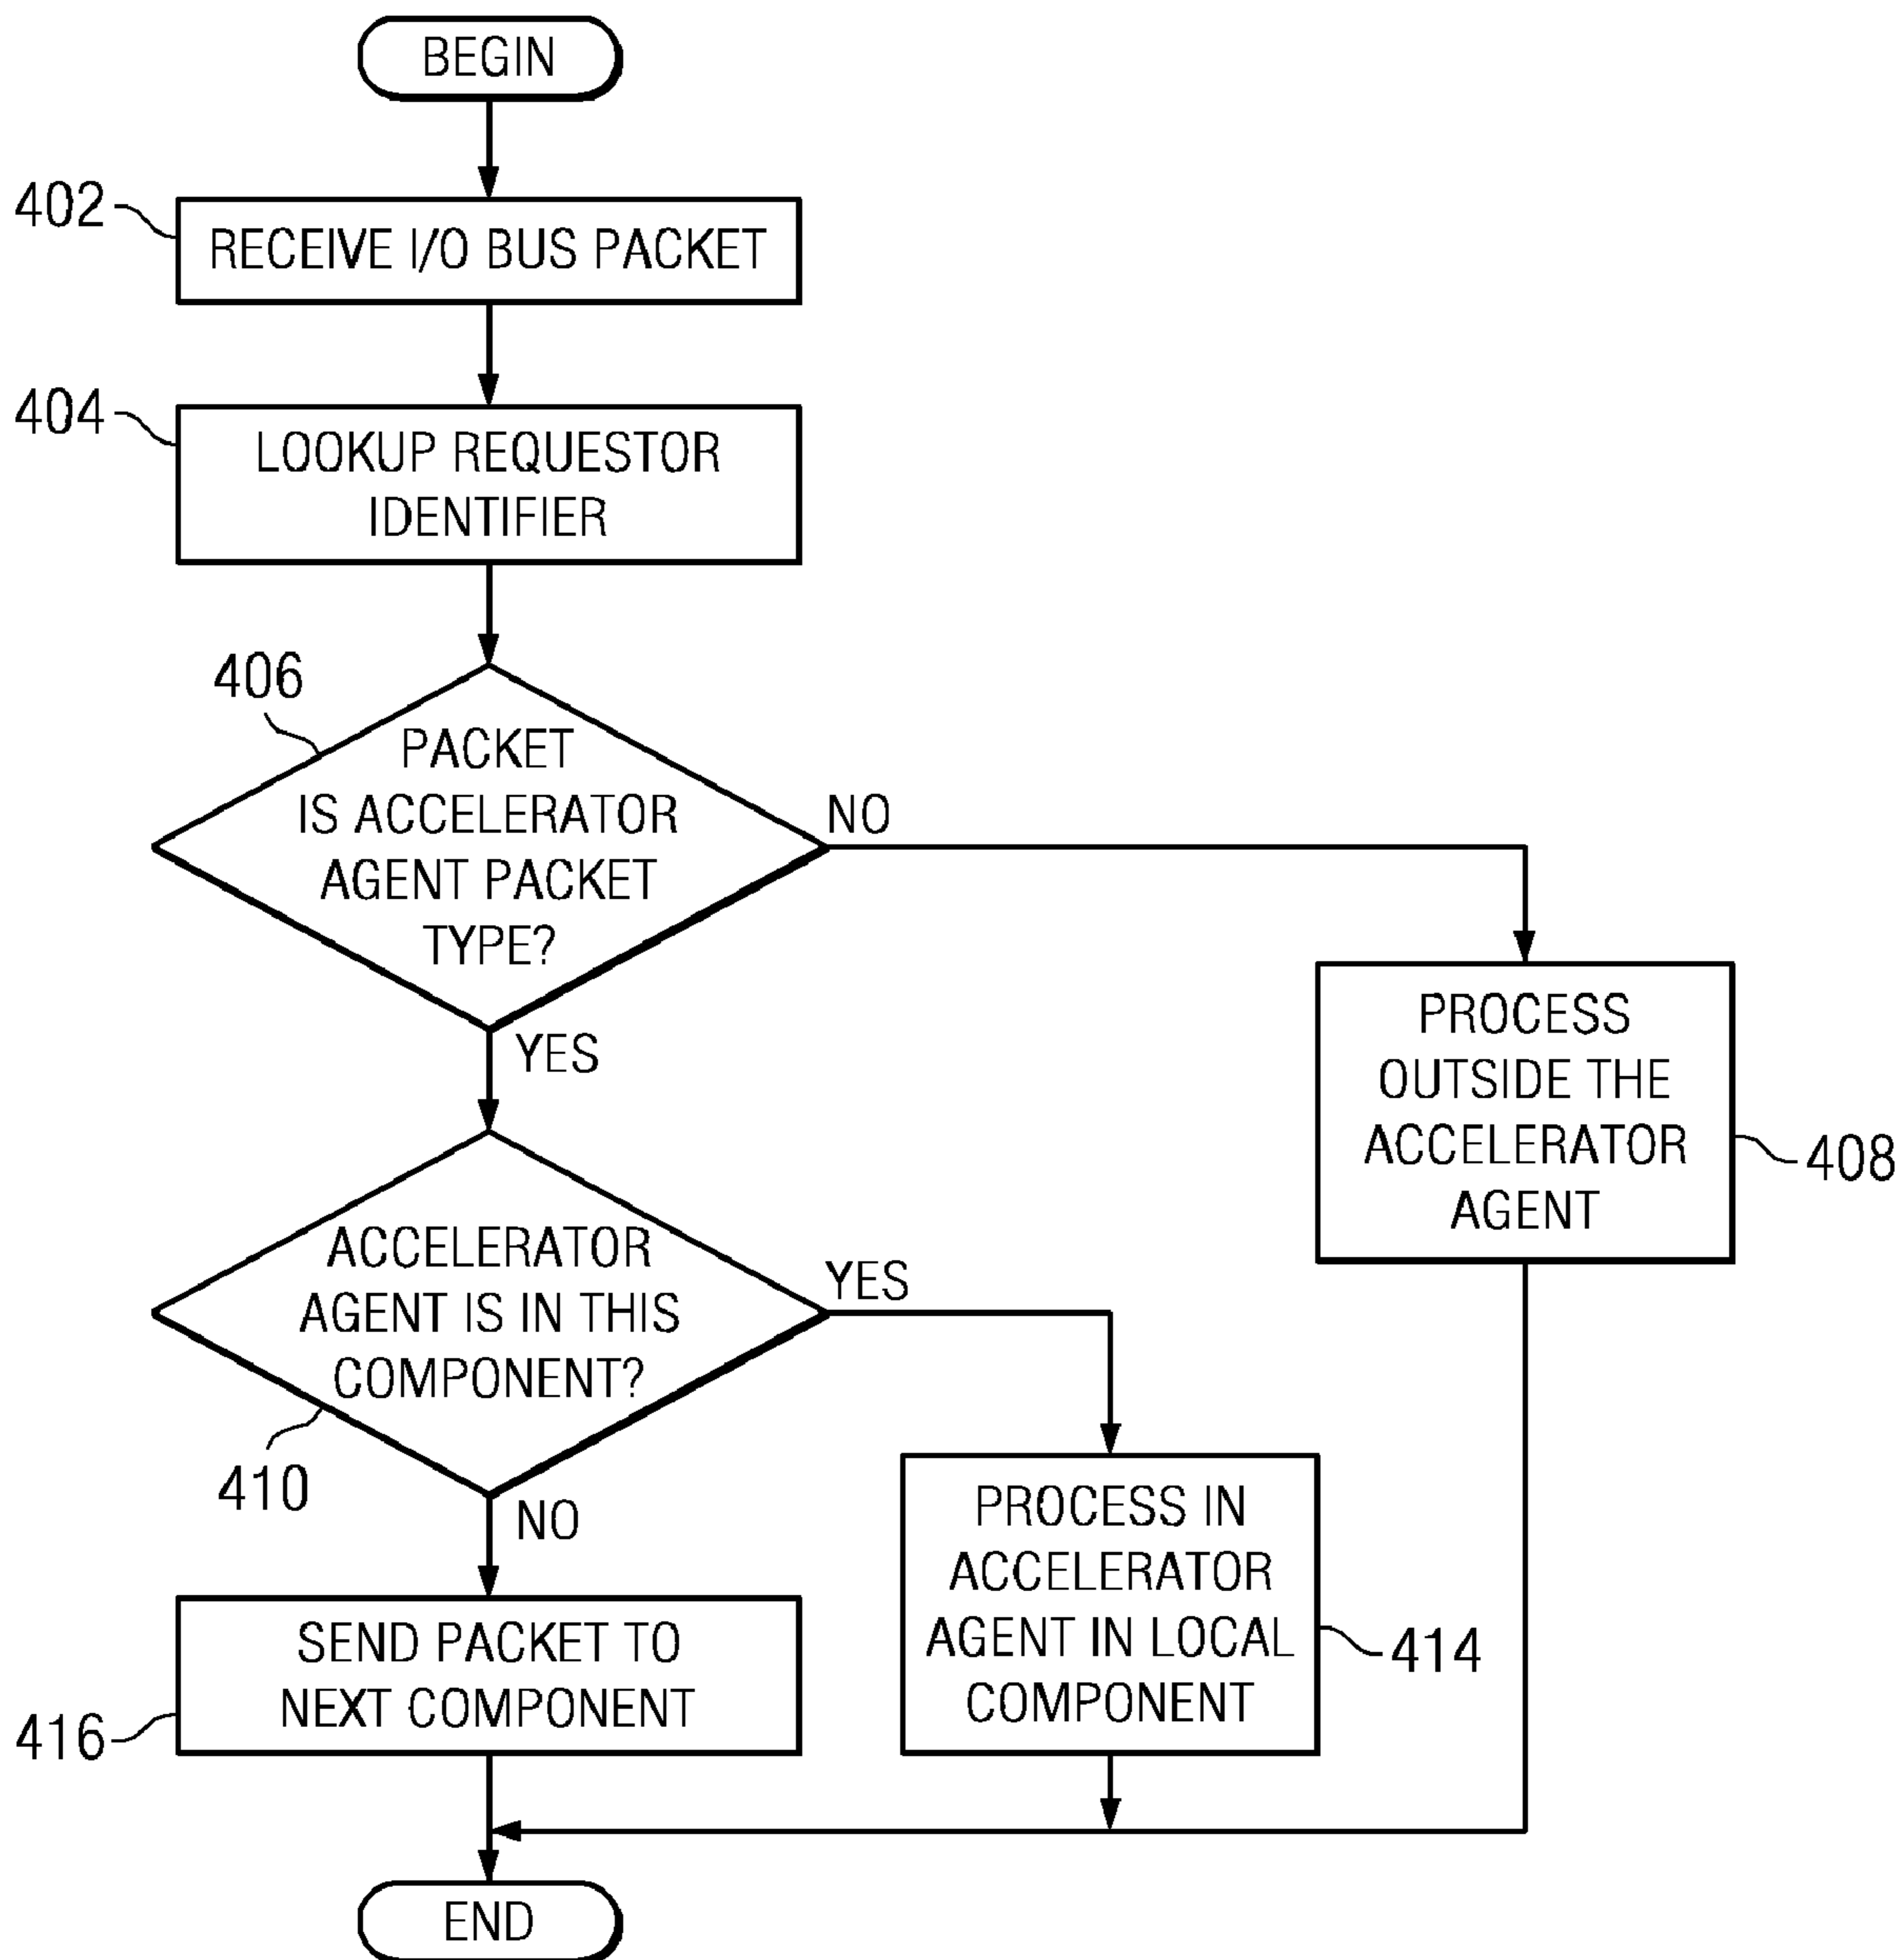 BEGIN
402
RECEIVE I/O BUS PACKET
404
LOOKUP REQUESTOR
IDENTIFIER
406
PACKET
IS ACCELERATOR
AGENT PACKET
TYPE?
NO
YES
PROCESS
OUTSIDE THE
ACCELERATOR
AGENT
408
ACCELERATOR
AGENT IS IN THIS
COMPONENT?
YES
410
NO
PROCESS IN
ACCELERATOR
AGENT IN LOCAL
COMPONENT
414
SEND PACKET TO
NEXT COMPONENT
416
END